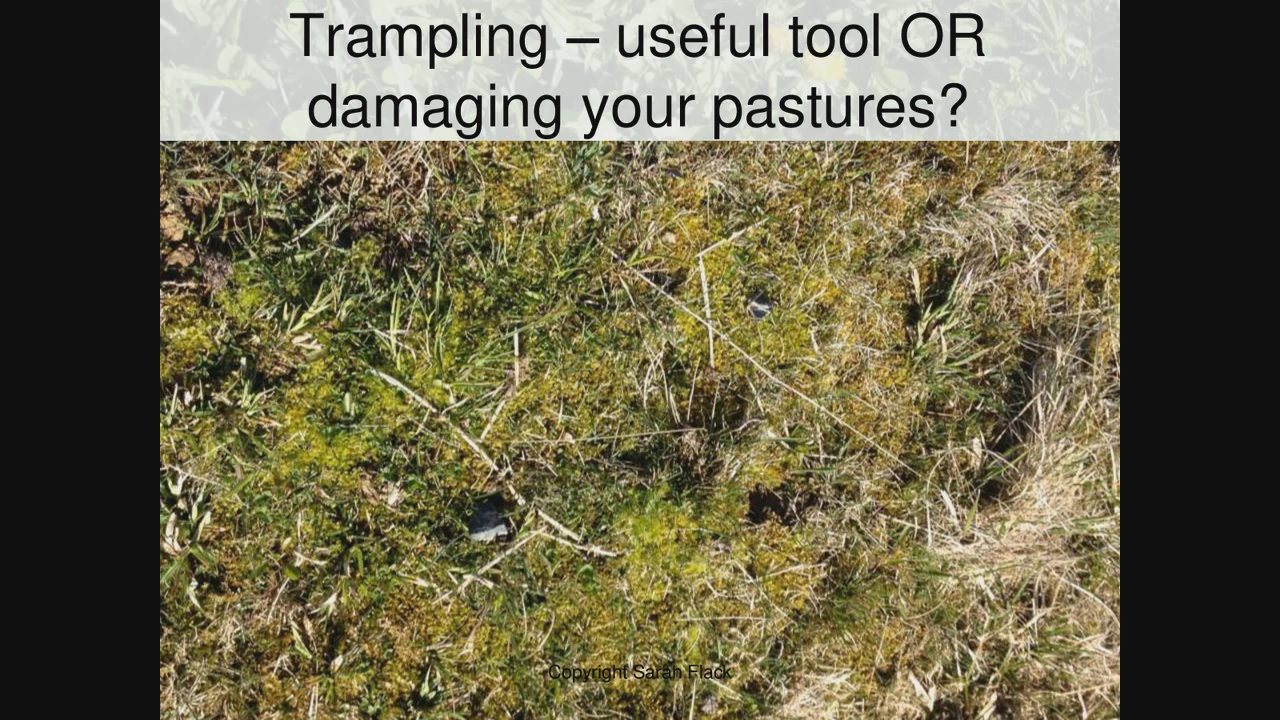 Trampling – useful tool OR
damaging your pastures?
Copyright Sarah Flack